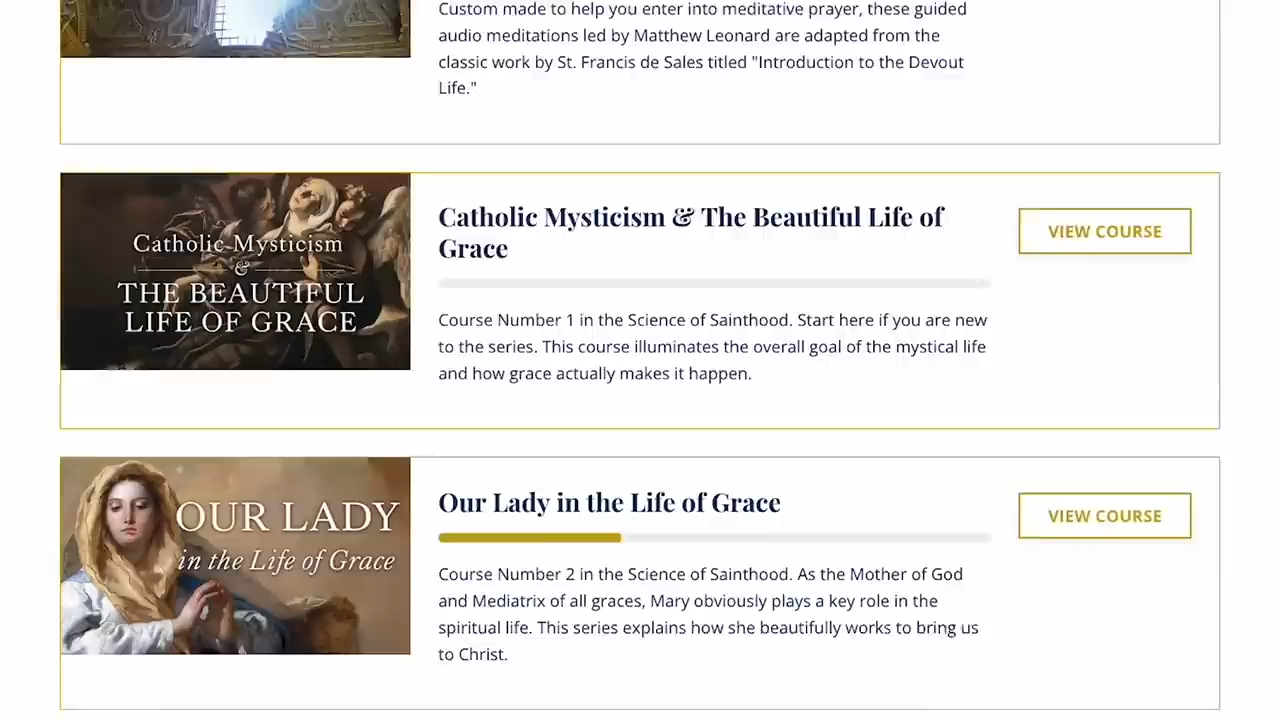 Custom made to help you enter into meditative prayer, these guided
audio meditations led by Matthew Leonard are adapted from the
classic work by St. Francis de Sales titled "Introduction to the Devout
Life."
Catholic Mysticism
&
THE BEAUTIFUL
LIFE OF GRACE
Catholic Mysticism & The Beautiful Life of
Grace
VIEW COURSE
Course Number 1 in the Science of Sainthood. Start here if you are new
to the series. This course illuminates the overall goal of the mystical life
and how grace actually makes it happen.
OUR LADY
in the Life of Grace
Our Lady in the Life of Grace
VIEW COURSE
Course Number 2 in the Science of Sainthood. As the Mother of God
and Mediatrix of all graces, Mary obviously plays a key role in the
spiritual life. This series explains how she beautifully works to bring us
to Christ.